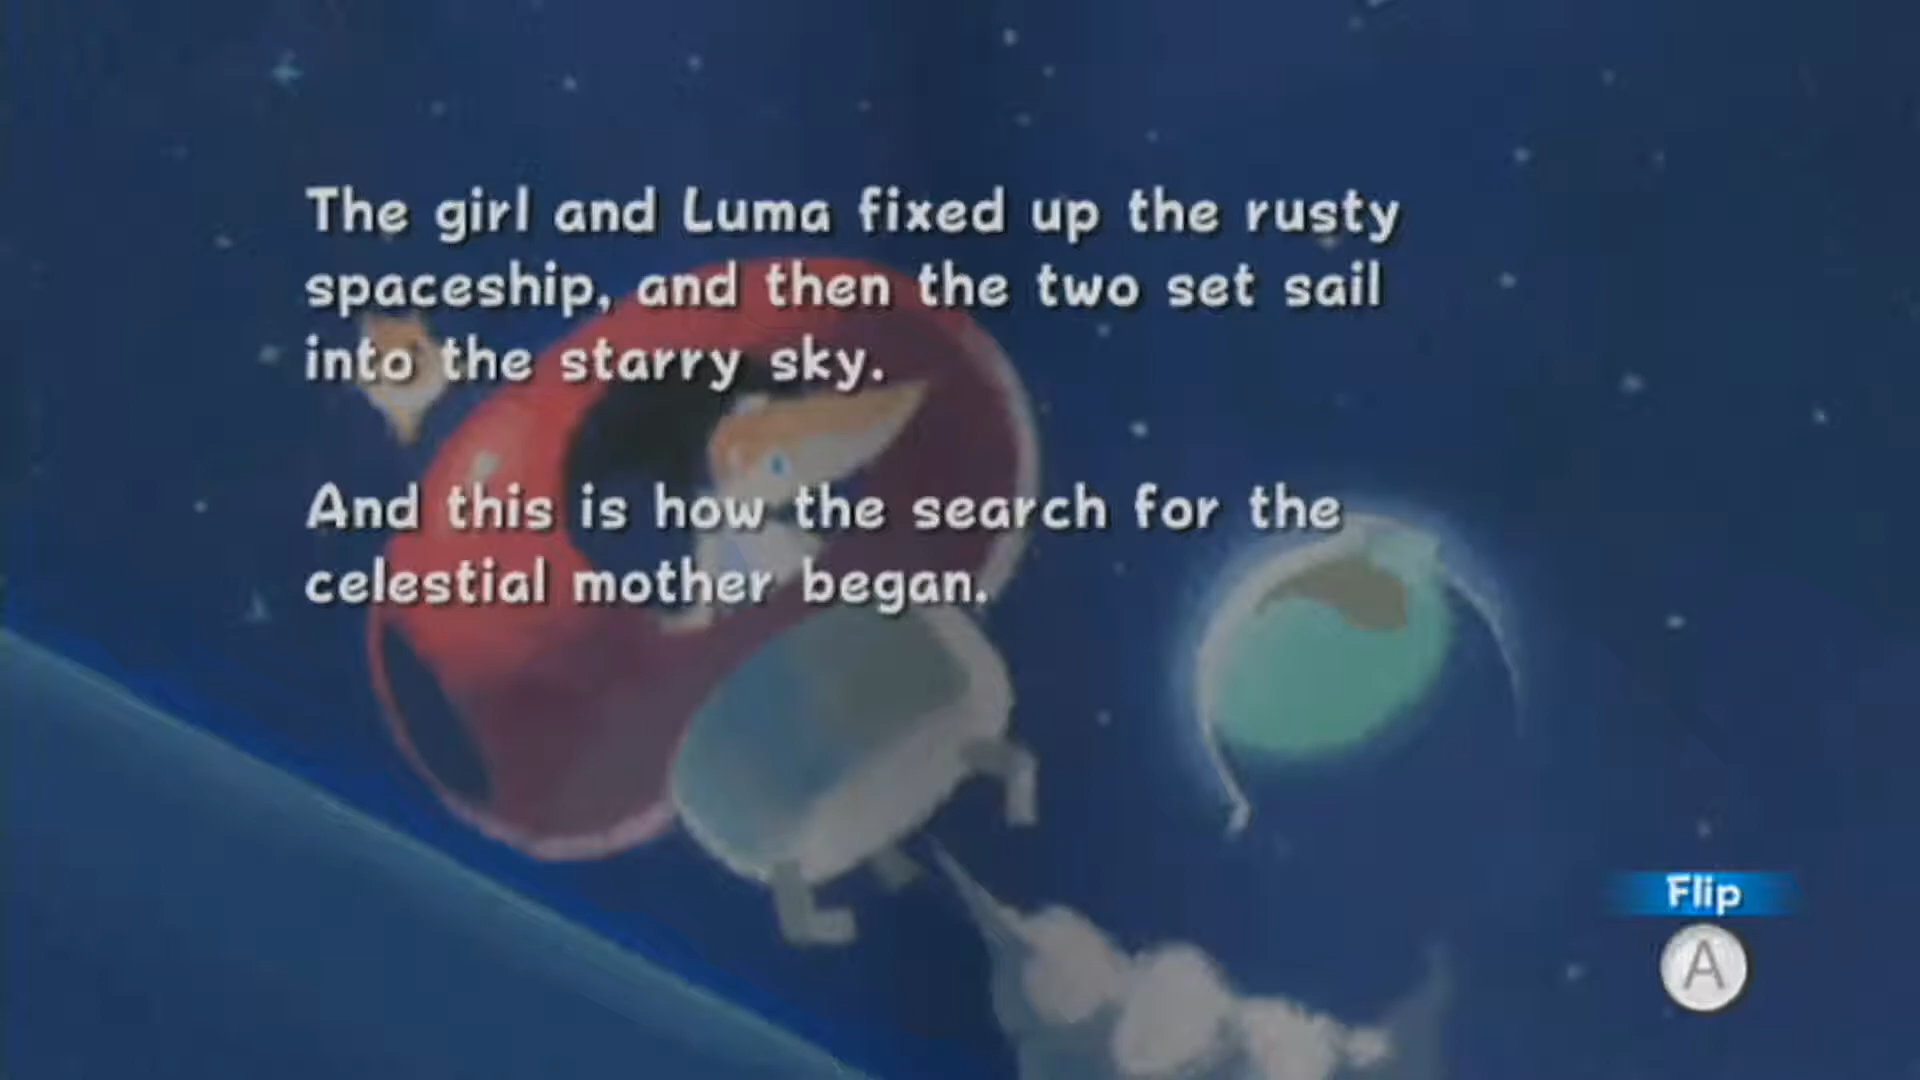 The girl and Luma fixed up the rusty
spaceship, and then the two set sail
into the starry sky.
And this is how the search for the
celestial mother began.
Flip
A